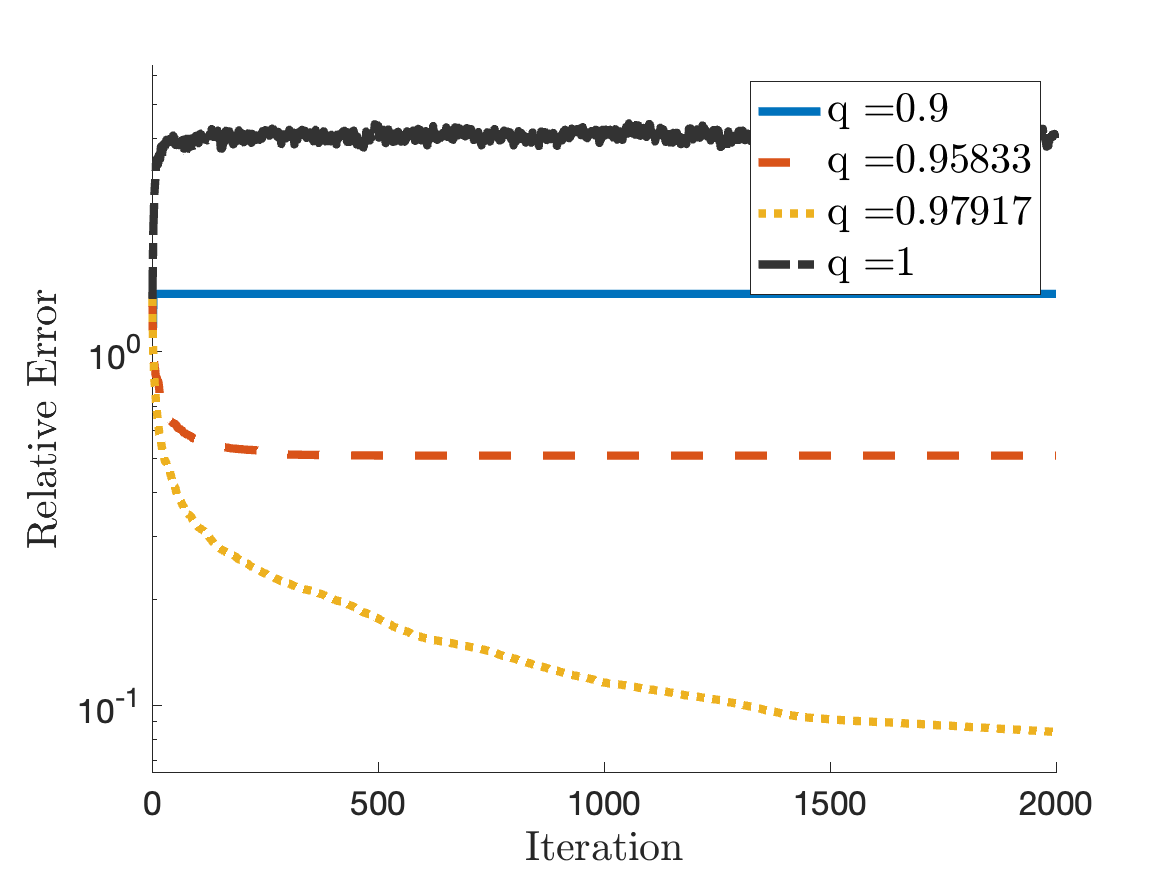 q =0.9
q =0.95833
q =0.97917
q =1
10^0
10^-1
Relative Error
0 500 1000 1500 2000
Iteration